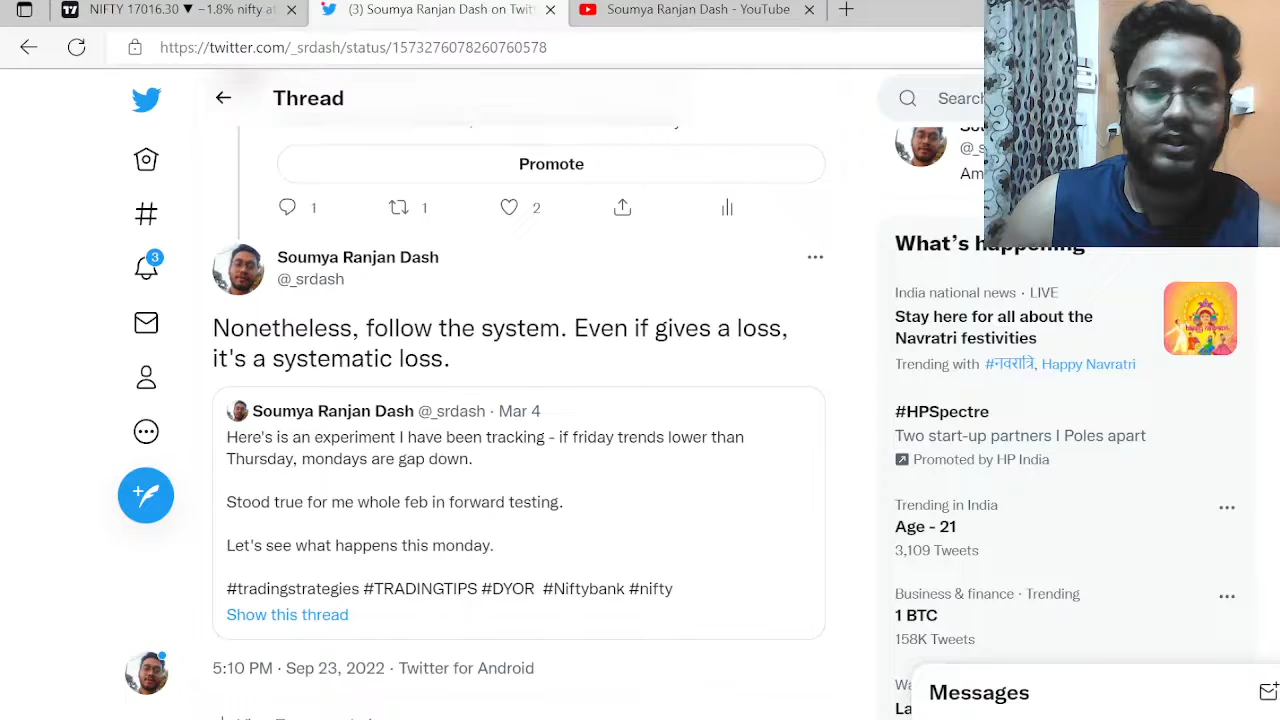 NIFTY 17016.30 ▼ −1.8% nifty at
(3) Soumya Ranjan Dash on Twit
Soumya Ranjan Dash - YouTube
https://twitter.com/_srdash/status/1573276078260760578
Thread
Search
Promote
1
1
2
@_s
Am
Soumya Ranjan Dash
@_srdash
3
Nonetheless, follow the system. Even if gives a loss,
it's a systematic loss.
Soumya Ranjan Dash @_srdash · Mar 4
Here's is an experiment I have been tracking - if friday trends lower than
Thursday, mondays are gap down.
Stood true for me whole feb in forward testing.
Let's see what happens this monday.
#tradingstrategies #TRADINGTIPS #DYOR #Niftybank #nifty
Show this thread
5:10 PM · Sep 23, 2022 · Twitter for Android
What's happening
India national news · LIVE
Stay here for all about the
Navratri festivities
Trending with #नवरात्रि, Happy Navratri
#HPSpectre
Two start-up partners I Poles apart
Promoted by HP India
Trending in India
Age - 21
3,109 Tweets
Business & finance · Trending
1 BTC
158K Tweets
Wa
La
Messages